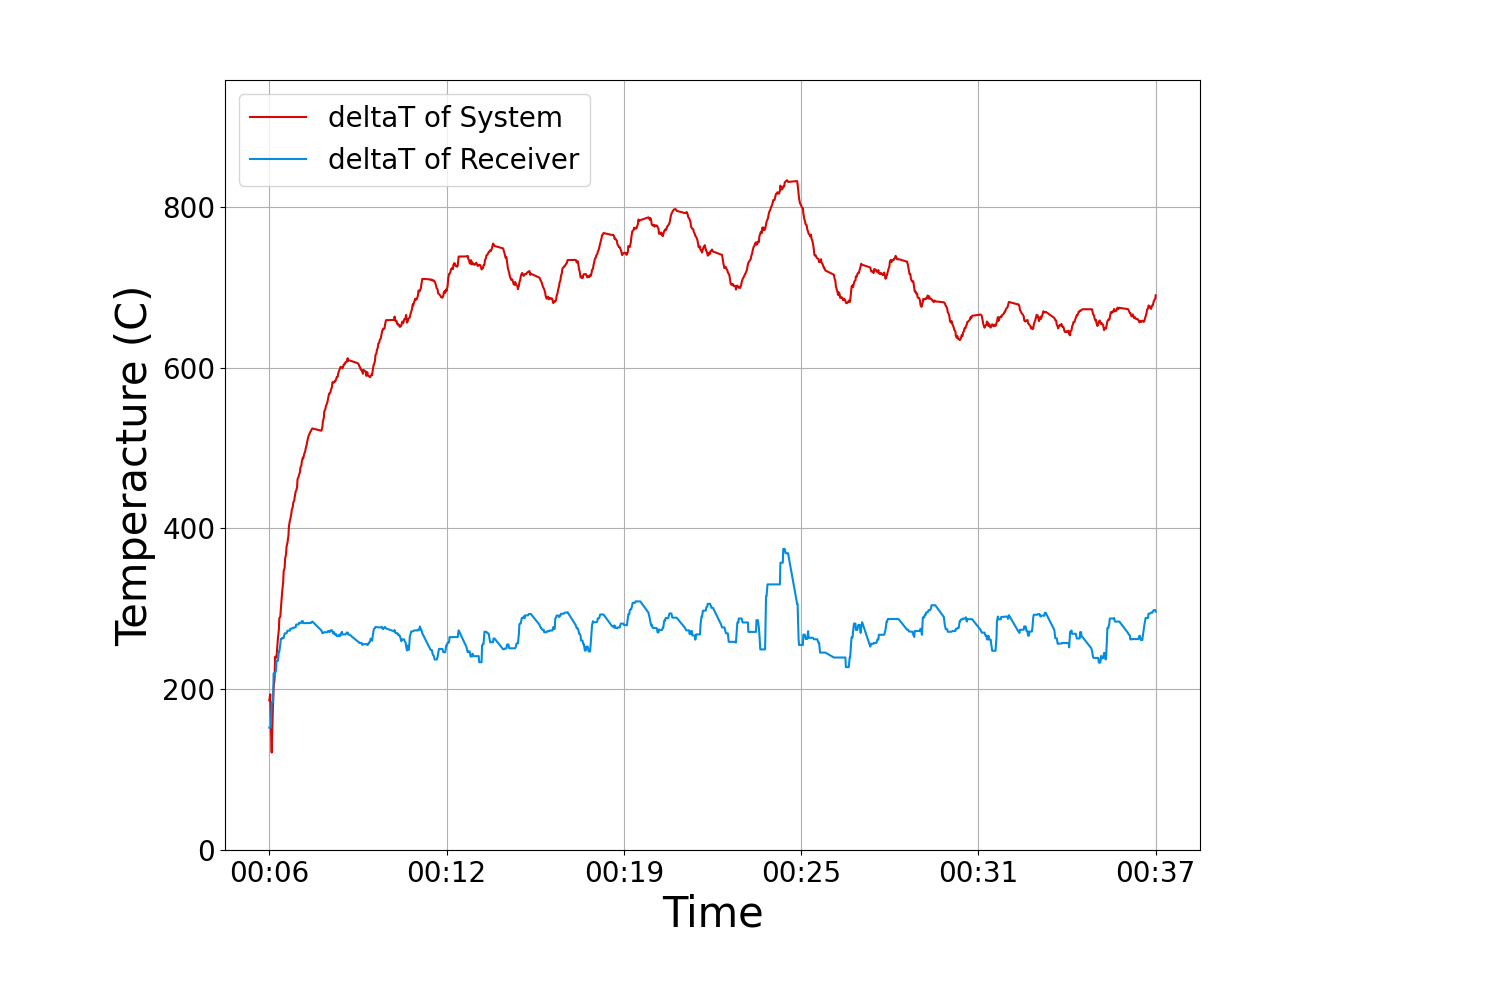 deltaT of System
deltaT of Receiver
Temperacture (C)
800
600
400
200
0
00:06 00:12 00:19 00:25 00:31 00:37
Time